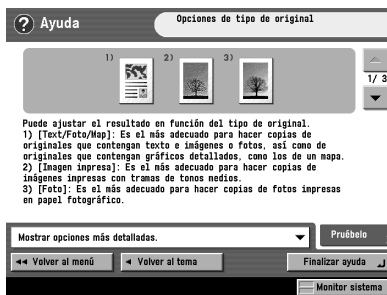 Ayuda
Opciones de tipo de original
1) 2) 3)
1/ 3
Puede ajustar el resultado en función del tipo de original.
1) [Text/Foto/Map]: Es el más adecuado para hacer copias de
originales que contengan texto e imágenes o fotos, así como de
originales que contengan gráficos detallados, como los de un mapa.
2) [Imagen impresa]: Es el más adecuado para hacer copias de
imágenes impresas con tramas de tonos medios.
3) [Foto]: Es el más adecuado para hacer copias de fotos impresas
en papel fotográfico.
Mostrar opciones más detalladas.
Pruébelo
Volver al menú
Volver al tema
Finalizar ayuda
Monitor sistema